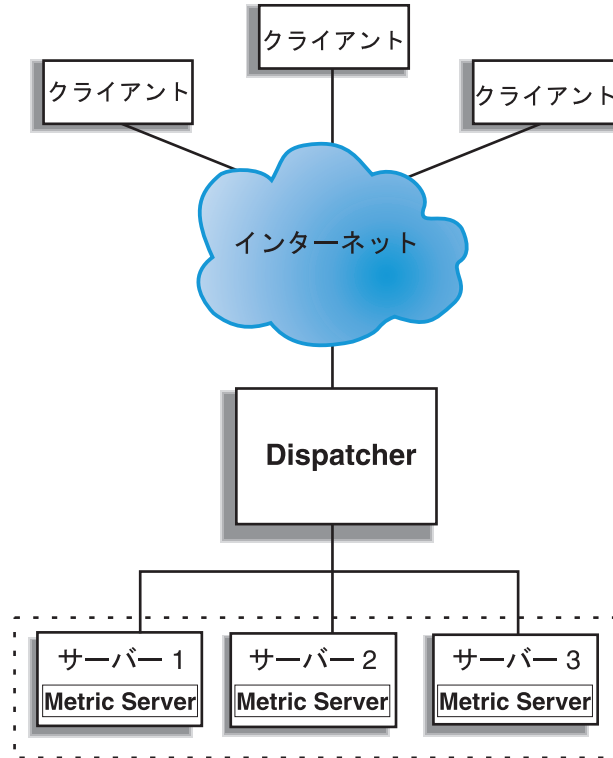 クライアント
クライアント
クライアント
インターネット
Dispatcher
サーバー 1
Metric Server
サーバー 2
Metric Server
サーバー 3
Metric Server